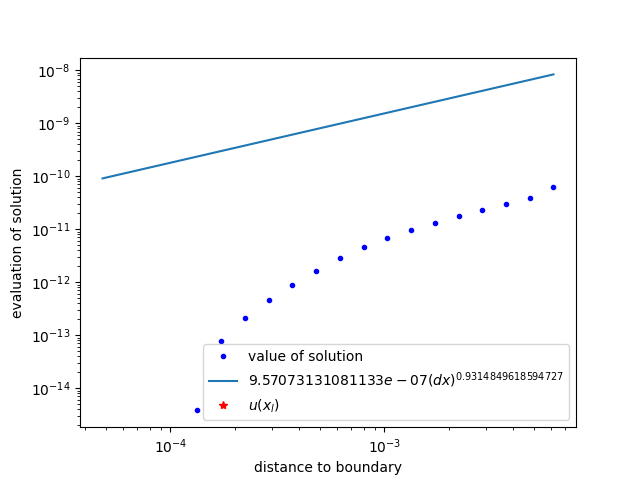 10⁻⁸
10⁻⁹
10⁻¹⁰
10⁻¹¹
10⁻¹²
10⁻¹³
10⁻¹⁴
evaluation of solution
value of solution
9.57073131081133e − 07(dx)^0.9314849618594727
u(x_l)
10⁻⁴ 10⁻³
distance to boundary